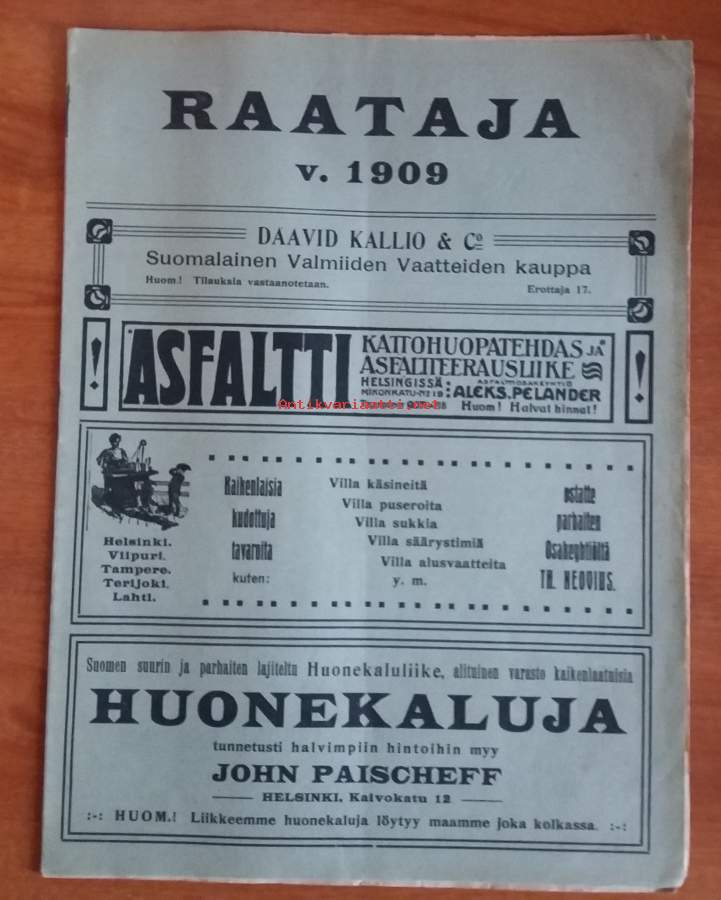 RAATAJA
v. 1909
DAAVID KALLIO & Co
Suomalainen Valmiiden Vaatteiden kauppa
Huom! Tilauksia vastaanotetaan. Erottaja 17.
! ASFALTTI !
KATTOHUOPATEHDAS JA
ASFALTTEERAUSLIIKE
HELSINGISSÄ:
MIKONKATU N:o 19
ASFALTTIOSAKEYHTIÖ
ALEKS. PELANDER
Huom! Halvat hinnat!
Antikvariaatti.net
Helsinki.
Viipuri.
Tampere.
Terijoki.
Lahti.
Kaikenlaisia
kudottuja
tavaroita
kuten:
Villa käsineitä
Villa puseroita
Villa sukkia
Villa säärystimiä
Villa alusvaatteita
y. m.
ostatte
parhaiten
Osakeyhtiöltä
TH. NEOVIUS.
Suomen suurin ja parhaiten lajiteltu Huonekaluliike, alituinen varasto kaikenlaatuisia
HUONEKALUJA
tunnetusti halvimpiin hintoihin myy
JOHN PAISCHEFF
HELSINKI, Kaivokatu 12
:-: HUOM.! Liikkeemme huonekaluja löytyy maamme joka kolkassa. :-: